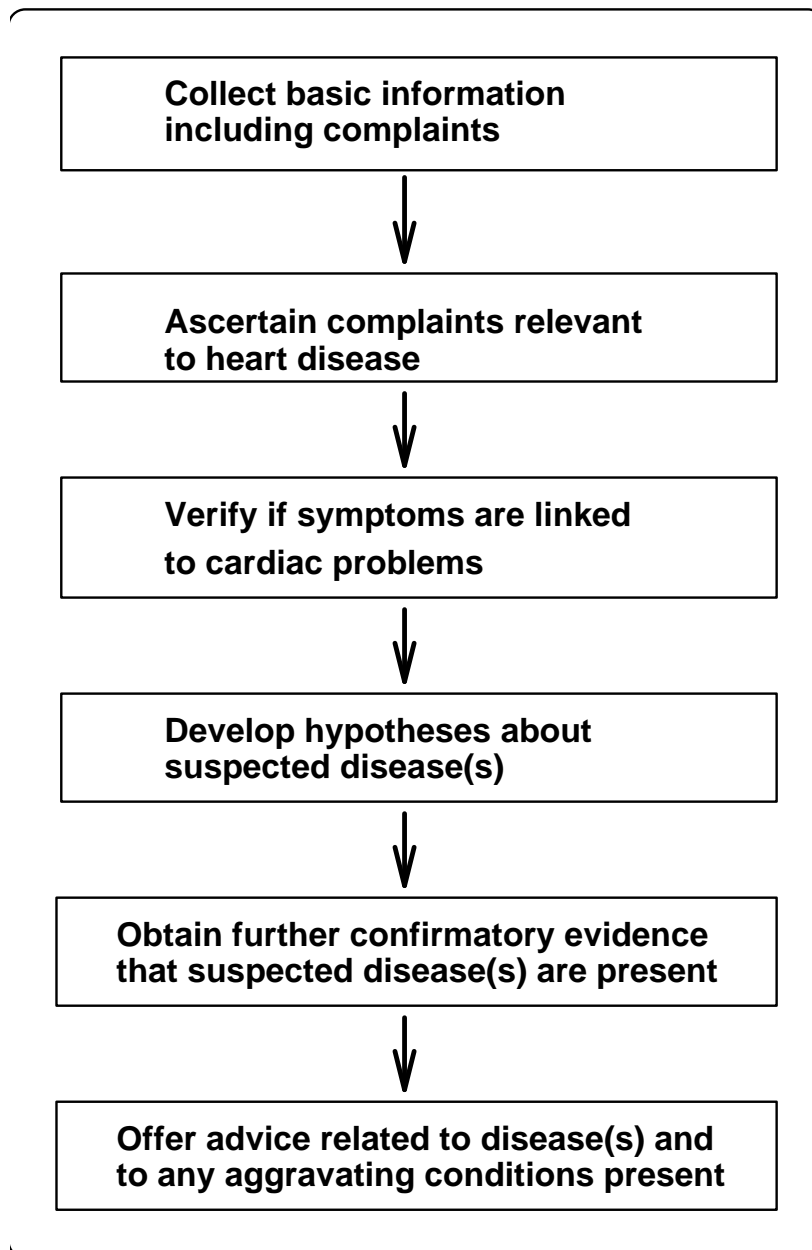 Collect basic information
including complaints
Ascertain complaints relevant
to heart disease
Verify if symptoms are linked
to cardiac problems
Develop hypotheses about
suspected disease(s)
Obtain further confirmatory evidence
that suspected disease(s) are present
Offer advice related to disease(s) and
to any aggravating conditions present